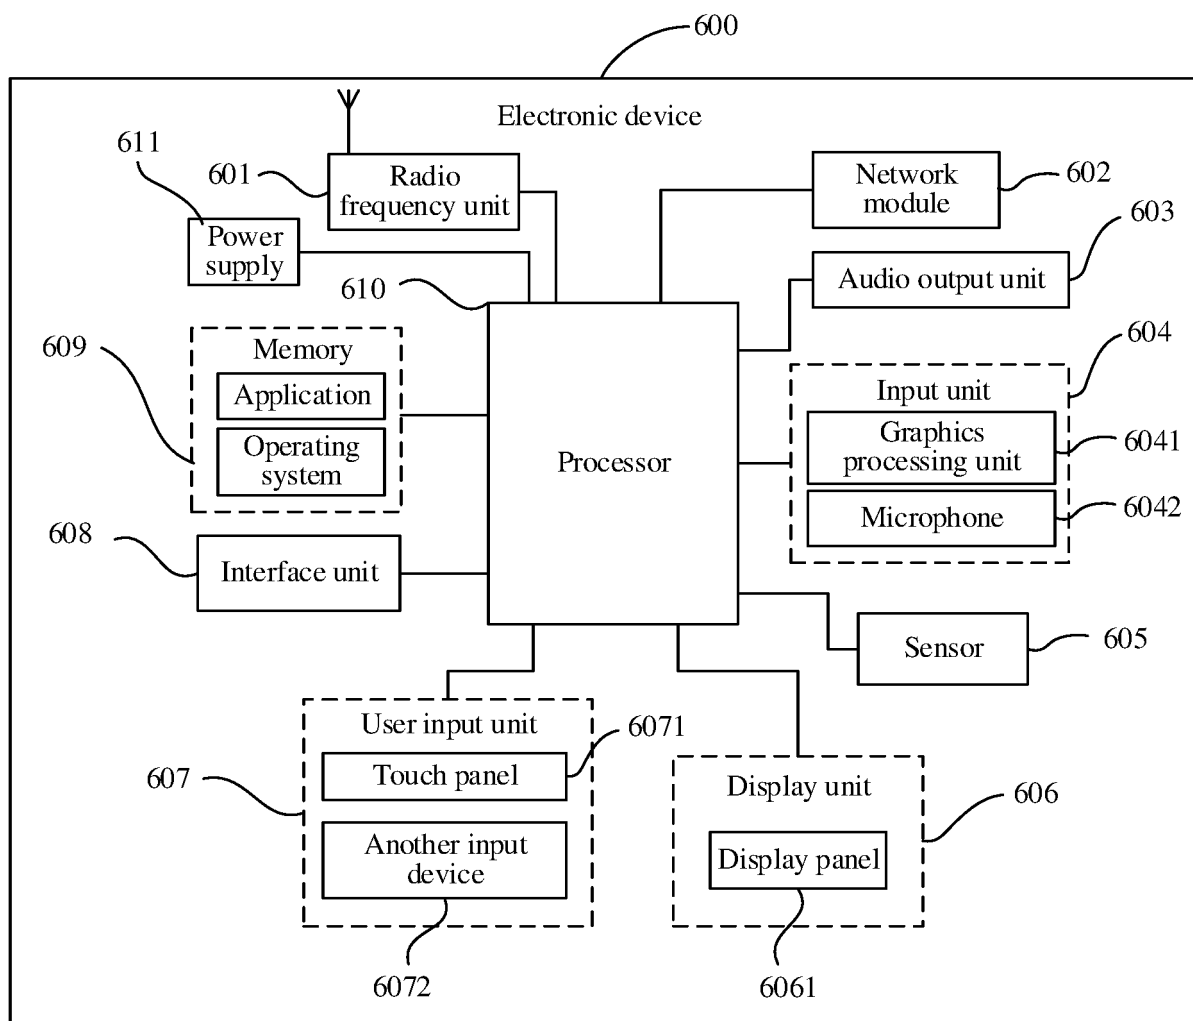 600
Electronic device
611
601
Radio
frequency unit
Network
module
602
603
Power
supply
Audio output unit
610
604
609
Memory
Application
Operating
system
Input unit
Graphics
processing unit
6041
Microphone
6042
Processor
608
Interface unit
Sensor
605
User input unit
6071
607
Touch panel
Another input
device
6072
Display unit
606
Display panel
6061